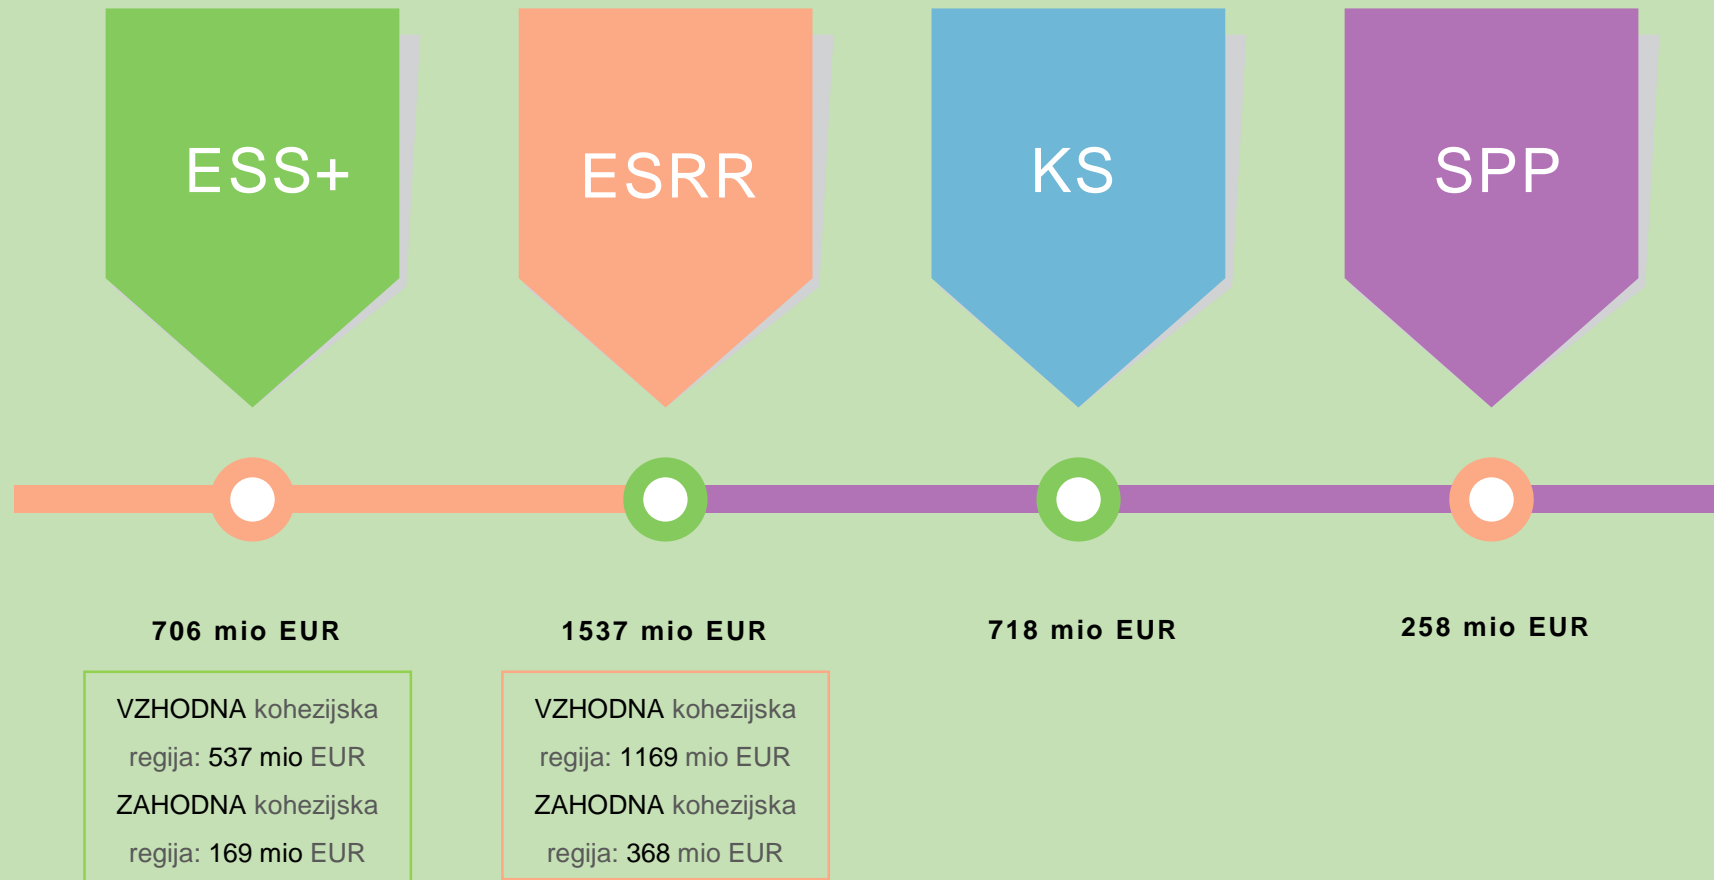 ESS+
ESRR
KS
SPP
706 mio EUR
1537 mio EUR
718 mio EUR
258 mio EUR
VZHODNA kohezijska
regija: 537 mio EUR
ZAHODNA kohezijska
regija: 169 mio EUR
VZHODNA kohezijska
regija: 1169 mio EUR
ZAHODNA kohezijska
regija: 368 mio EUR